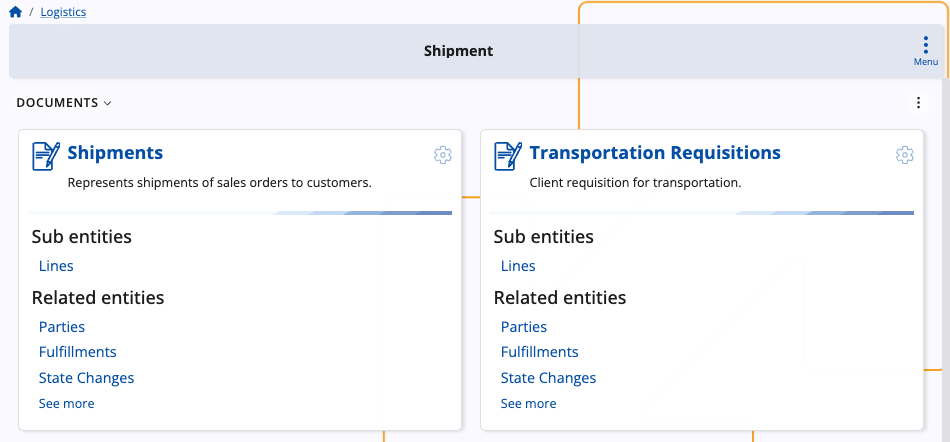 / Logistics
Shipment
Menu
DOCUMENTS
Shipments
Represents shipments of sales orders to customers.
Sub entities
Lines
Related entities
Parties
Fulfillments
State Changes
See more
Transportation Requisitions
Client requisition for transportation.
Sub entities
Lines
Related entities
Parties
Fulfillments
State Changes
See more